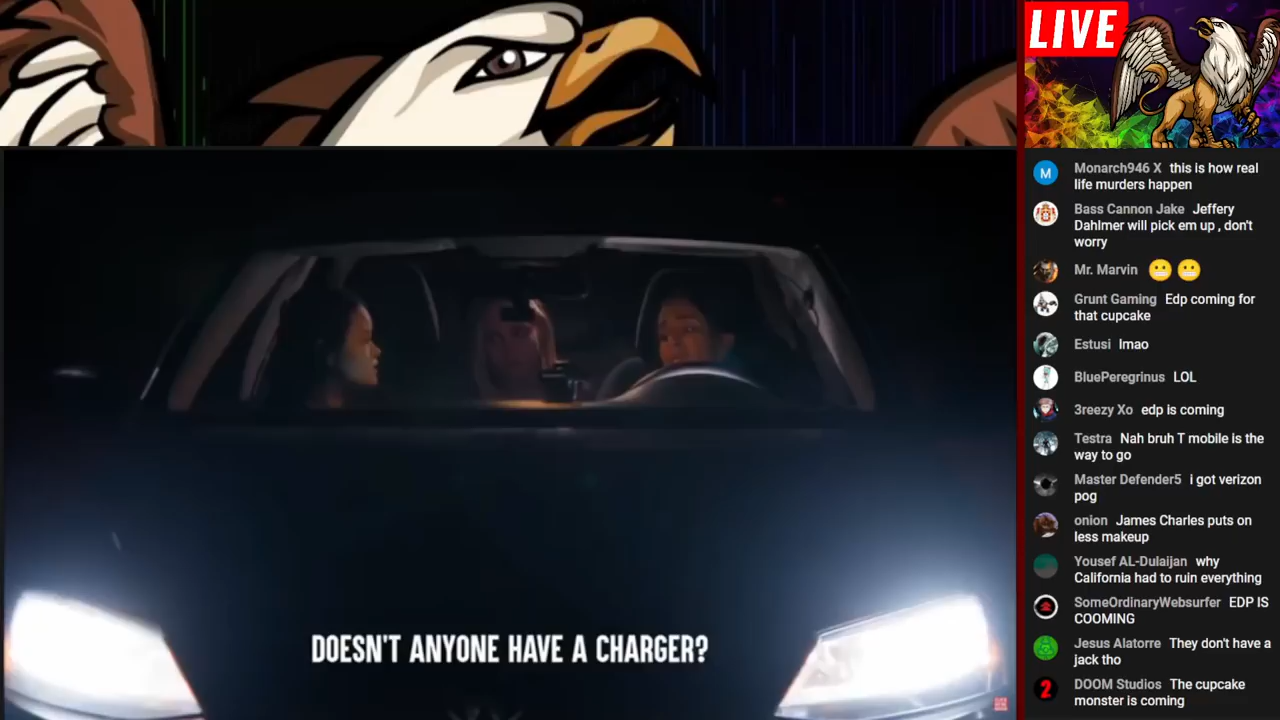 LIVE
M
Monarch946 X this is how real
life murders happen
Bass Cannon Jake Jeffery
Dahlmer will pick em up , don't
worry
Mr. Marvin 😬😬
Grunt Gaming Edp coming for
that cupcake
Estusi lmao
BluePeregrinus LOL
3reezy Xo edp is coming
Testra Nah bruh T mobile is the
way to go
Master Defender5 i got verizon
pog
onion James Charles puts on
less makeup
Yousef AL-Dulaijan why
California had to ruin everything
SomeOrdinaryWebsurfer EDP IS
COOMING
Jesus Alatorre They don't have a
jack tho
2
DOOM Studios The cupcake
monster is coming
DOESN'T ANYONE HAVE A CHARGER?